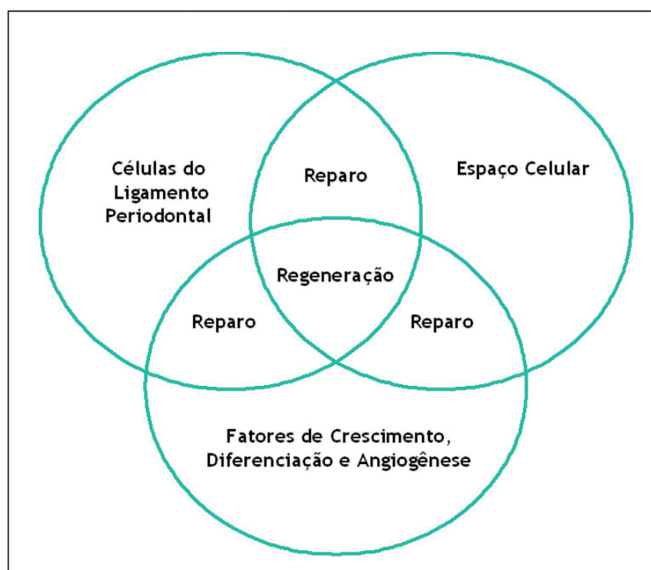 Células do
Ligamento
Periodontal
Reparo
Espaço Celular
Regeneração
Reparo
Reparo
Fatores de Crescimento,
Diferenciação e Angiogênese